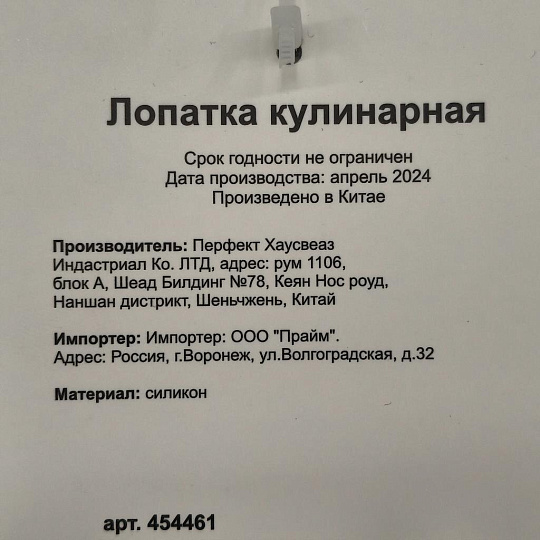 Лопатка кулинарная
Срок годности не ограничен
Дата производства: апрель 2024
Произведено в Китае
Производитель: Перфект Хаусвеаз
Индастриал Ко. ЛТД, адрес: рум 1106,
блок А, Шеад Билдинг №78, Кеян Нос роуд,
Наншан дистрикт, Шеньчжень, Китай
Импортер: Импортер: ООО "Прайм".
Адрес: Россия, г.Воронеж, ул.Волгоградская, д.32
Материал: силикон
арт. 454461